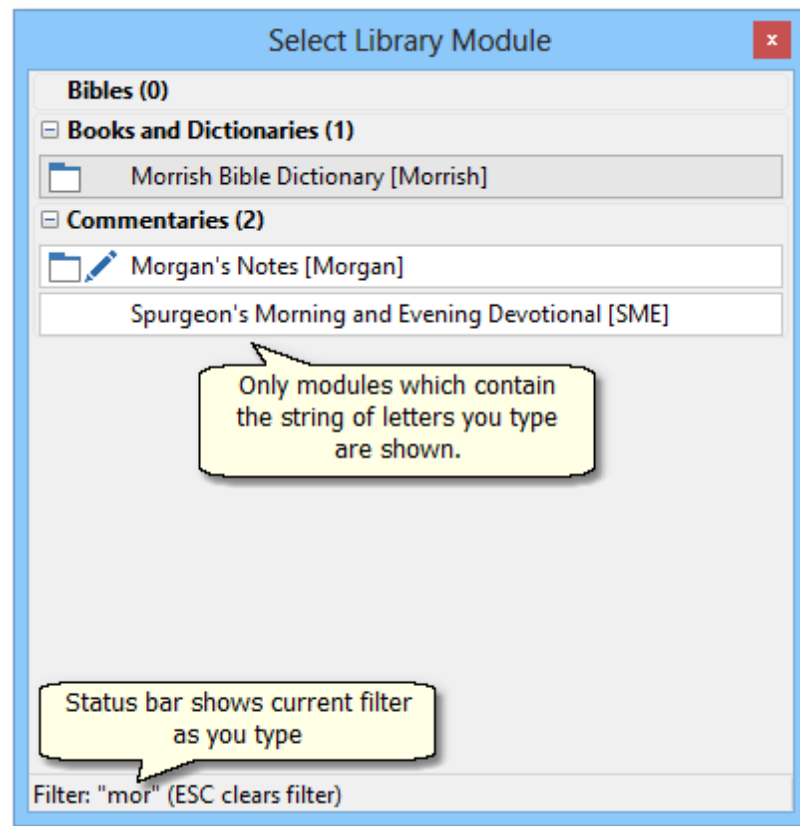 Select Library Module
x
Bibles (0)
Books and Dictionaries (1)
Morrish Bible Dictionary [Morrish]
Commentaries (2)
Morgan's Notes [Morgan]
Spurgeon's Morning and Evening Devotional [SME]
Only modules which contain
the string of letters you type
are shown.
Status bar shows current filter
as you type
Filter: "mor" (ESC clears filter)